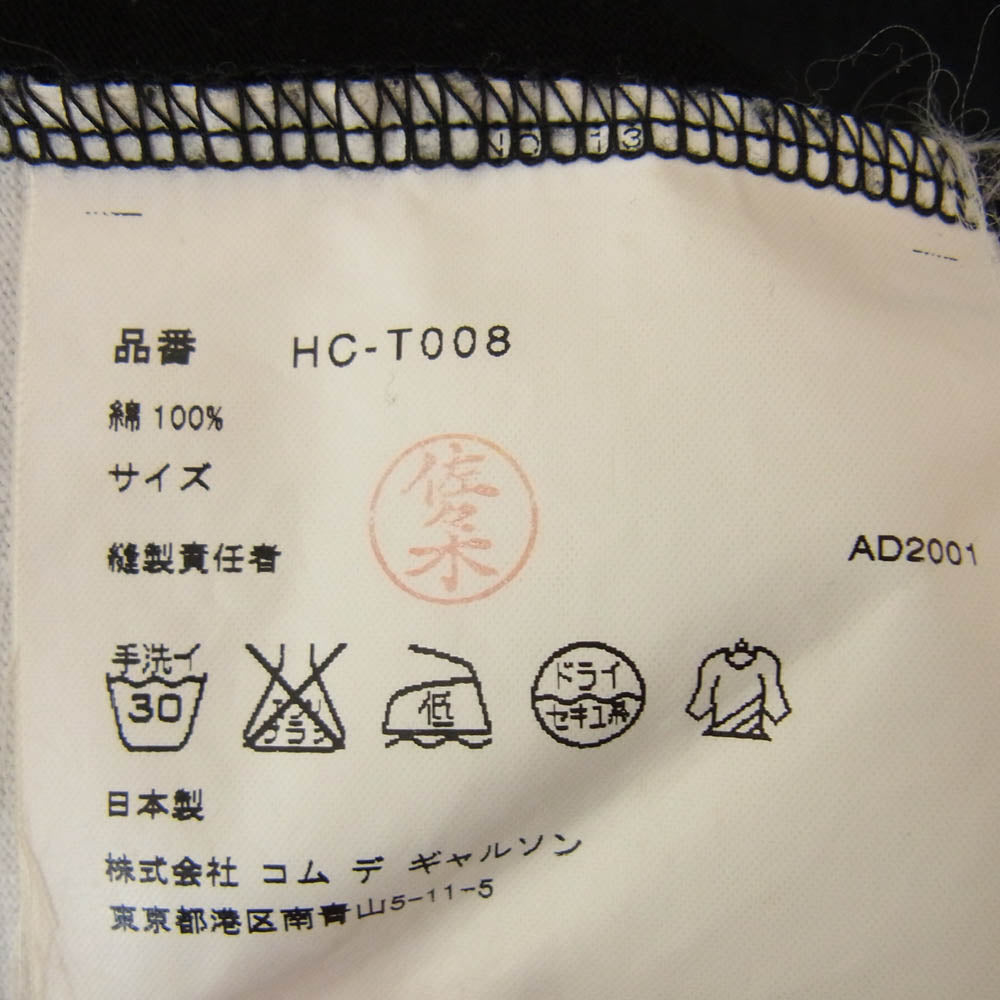 品番 HC-T008
綿 100%
サイズ
佐々木
縫製責任者
AD2001
手洗イ
30
低
ドライ
セキユ系
日本製
株式会社 コム デ ギャルソン
東京都港区南青山5-11-5